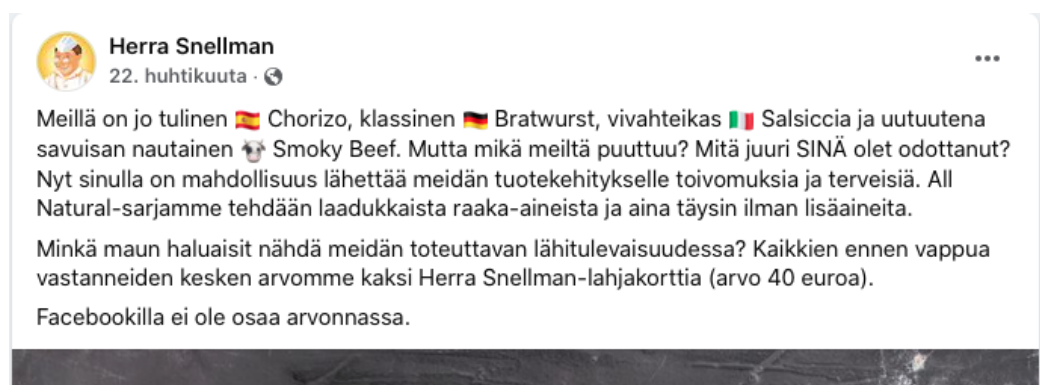 Herra Snellman
22. huhtikuuta ·
Meillä on jo tulinen 🇪🇸 Chorizo, klassinen 🇩🇪 Bratwurst, vivahteikas 🇮🇹 Salsiccia ja uutuutena
savuisan nautainen 🐮 Smoky Beef. Mutta mikä meiltä puuttuu? Mitä juuri SINÄ olet odottanut?
Nyt sinulla on mahdollisuus lähettää meidän tuotekehitykselle toivomuksia ja terveisiä. All
Natural-sarjamme tehdään laadukkaista raaka-aineista ja aina täysin ilman lisäaineita.
Minkä maun haluaisit nähdä meidän toteuttavan lähitulevaisuudessa? Kaikkien ennen vappua
vastanneiden kesken arvomme kaksi Herra Snellman-lahjakorttia (arvo 40 euroa).
Facebookilla ei ole osaa arvonnassa.